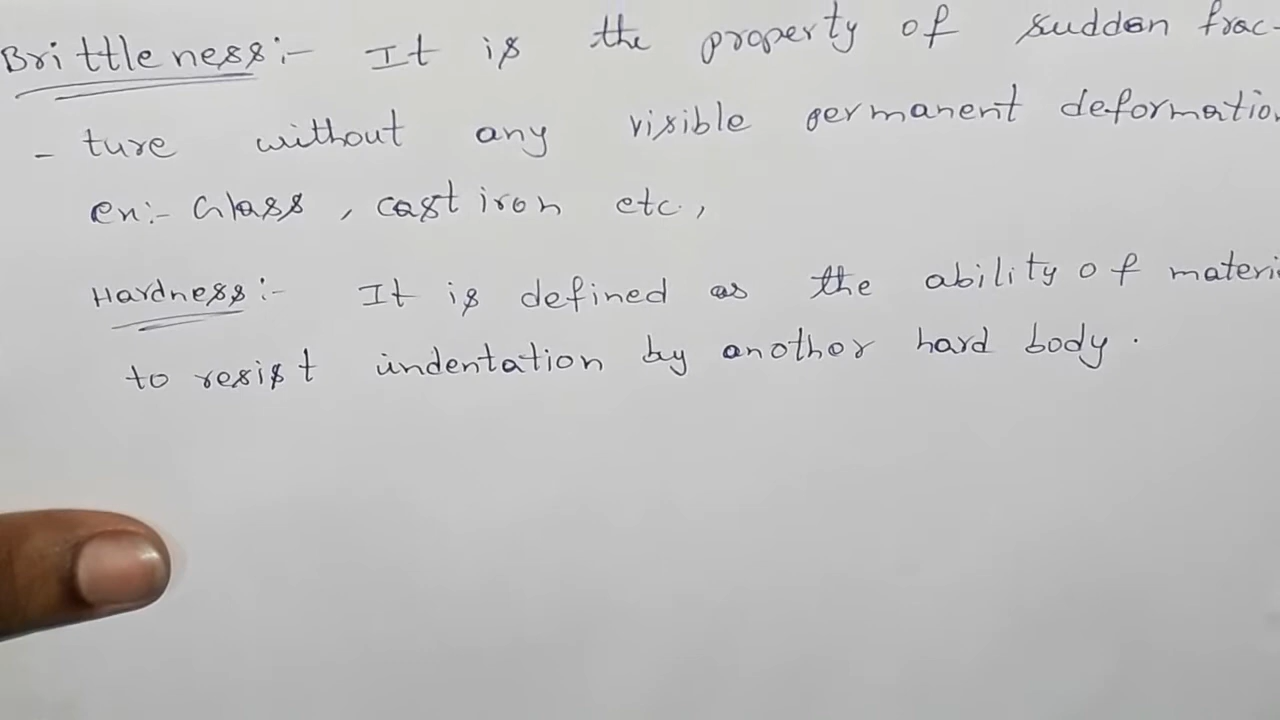 Brittleness:- It is the property of sudden frac-
- ture without any visible permanent deformation
ex:- Glass, cast iron etc.,
Hardness:- It is defined as the ability of materi
to resist indentation by another hard body.